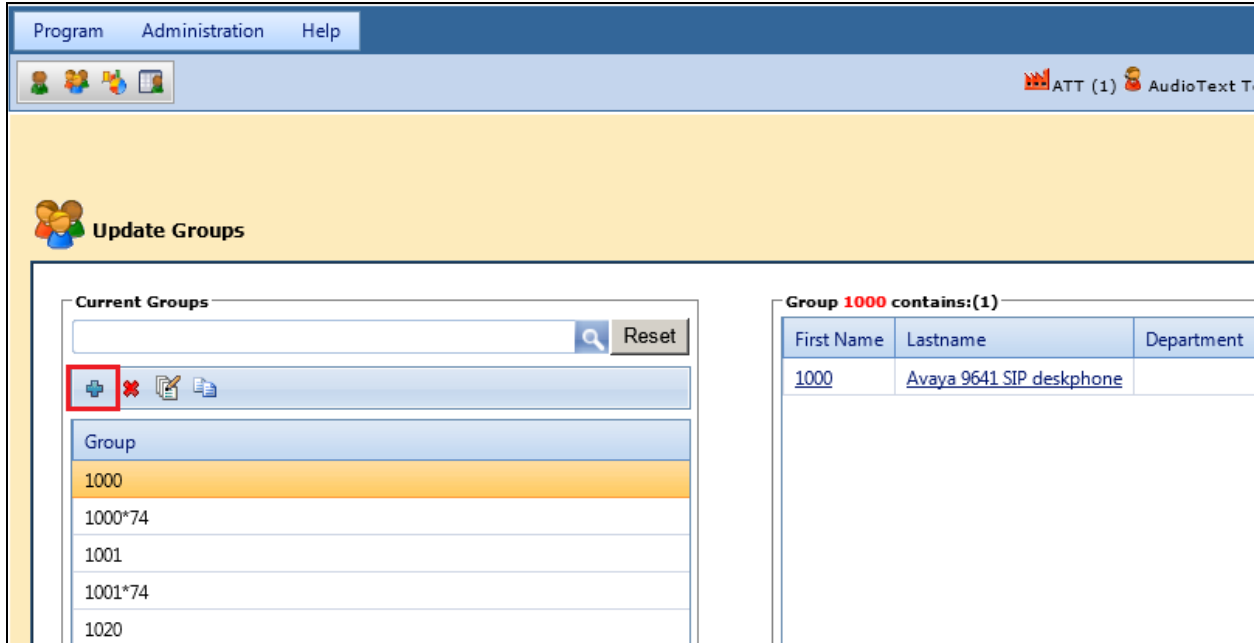 Program Administration Help
ATT (1) AudioText T
Update Groups
Current Groups
Reset
Group
1000
1000*74
1001
1001*74
1020
Group 1000 contains:(1)
First Name Lastname Department
1000 Avaya 9641 SIP deskphone